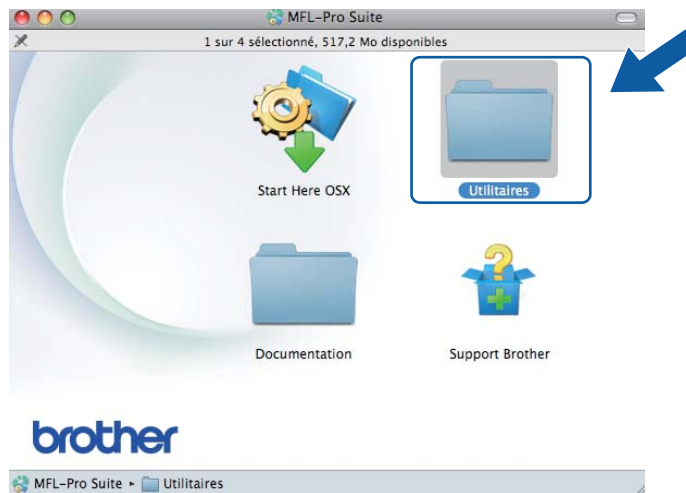 MFL-Pro Suite
1 sur 4 sélectionné, 517,2 Mo disponibles
Start Here OSX
Utilitaires
Documentation
Support Brother
brother
MFL-Pro Suite ▸ Utilitaires